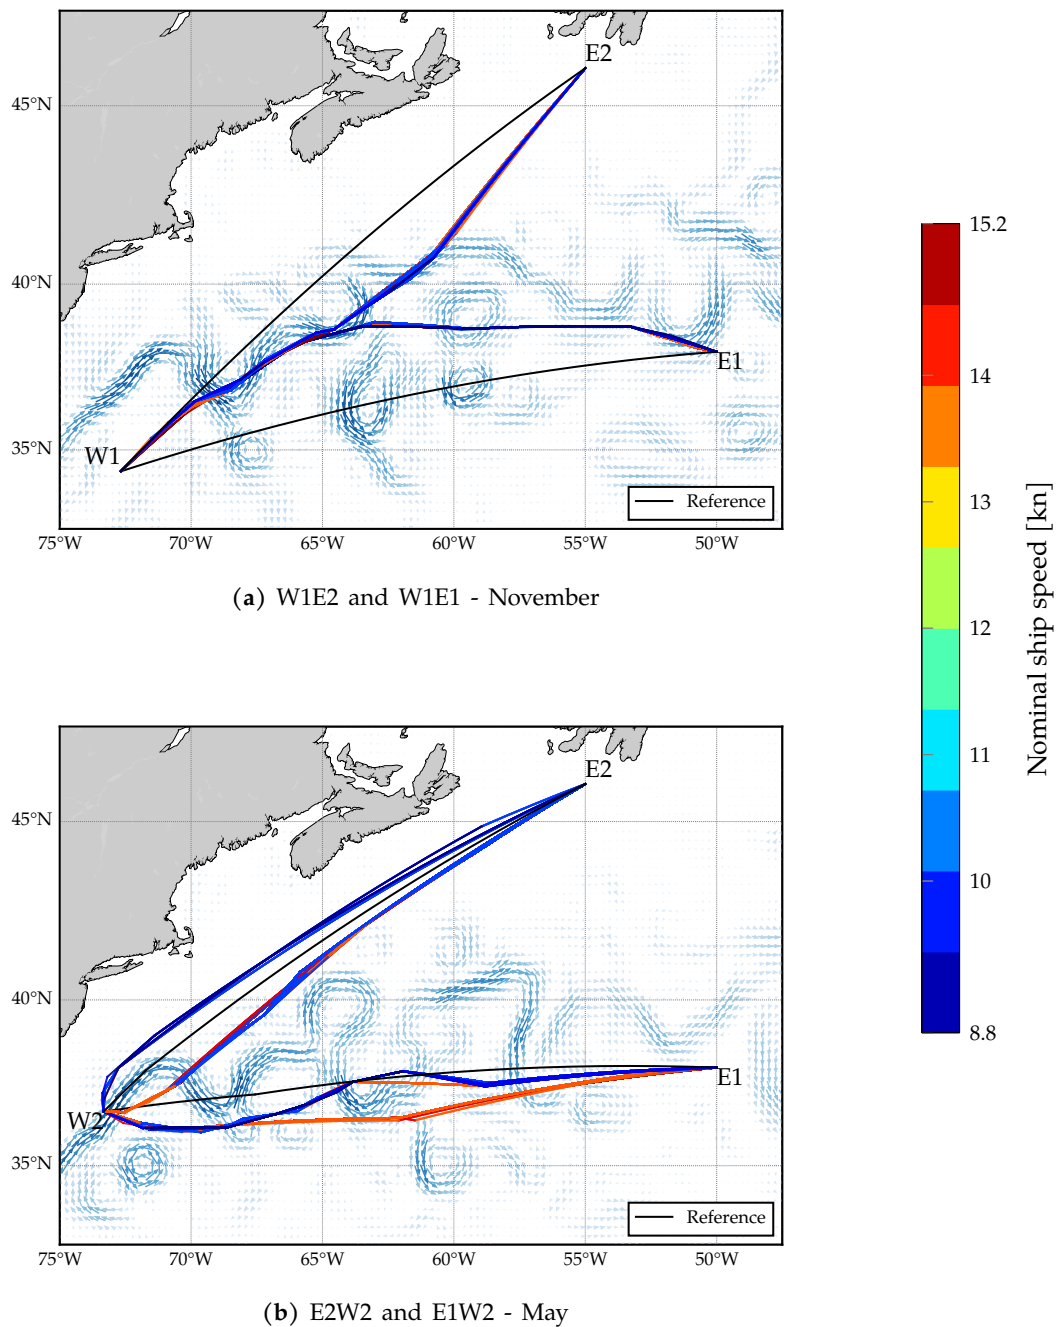 E2
45°N
40°N
E1
35°N
W1
Reference
75°W 70°W 65°W 60°W 55°W 50°W
(a) W1E2 and W1E1 - November
15.2
14
13
12
11
10
8.8
Nominal ship speed [kn]
E2
45°N
40°N
E1
W2
35°N
Reference
75°W 70°W 65°W 60°W 55°W 50°W
(b) E2W2 and E1W2 - May